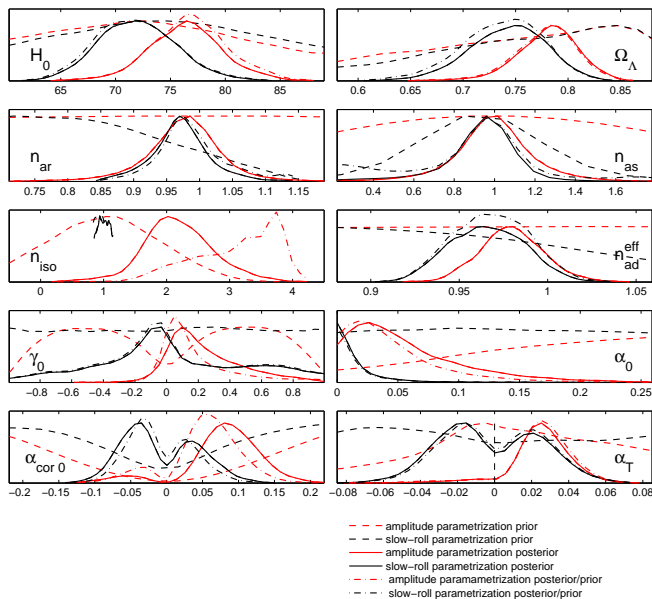 H0
65 70 75 80 85
ΩΛ
0.6 0.65 0.7 0.75 0.8 0.85
nar
0.75 0.8 0.85 0.9 0.95 1 1.05 1.1 1.15
nas
0.4 0.6 0.8 1 1.2 1.4 1.6
niso
0 1 2 3 4
nadeff
0.9 0.95 1 1.05
γ0
−0.8 −0.6 −0.4 −0.2 0 0.2 0.4 0.6 0.8
α0
0 0.05 0.1 0.15 0.2 0.25
αcor 0
−0.2 −0.15 −0.1 −0.05 0 0.05 0.1 0.15 0.2
αT
−0.08 −0.06 −0.04 −0.02 0 0.02 0.04 0.06 0.08
amplitude parametrization prior
slow−roll parametrization prior
amplitude parametrization posterior
slow−roll parametrization posterior
amplitude paramametrization posterior/prior
slow−roll parametrization posterior/prior